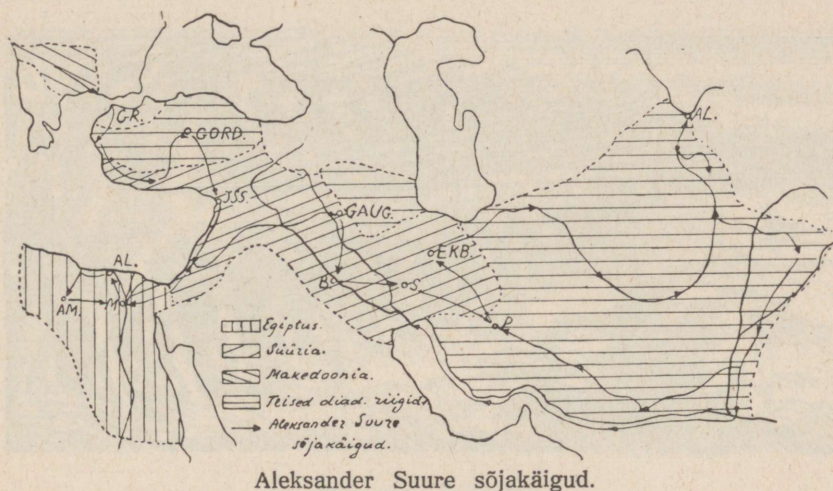 GR.
GORD.
AL.
JSS.
GAUG.
EKB.
AL.
B.
S.
AM.
M.
P.
Egiptus.
Süüria.
Makedoonia.
Teised diad. riigid.
Aleksander Suure
sõjakäigud.
Aleksander Suure sõjakäigud.